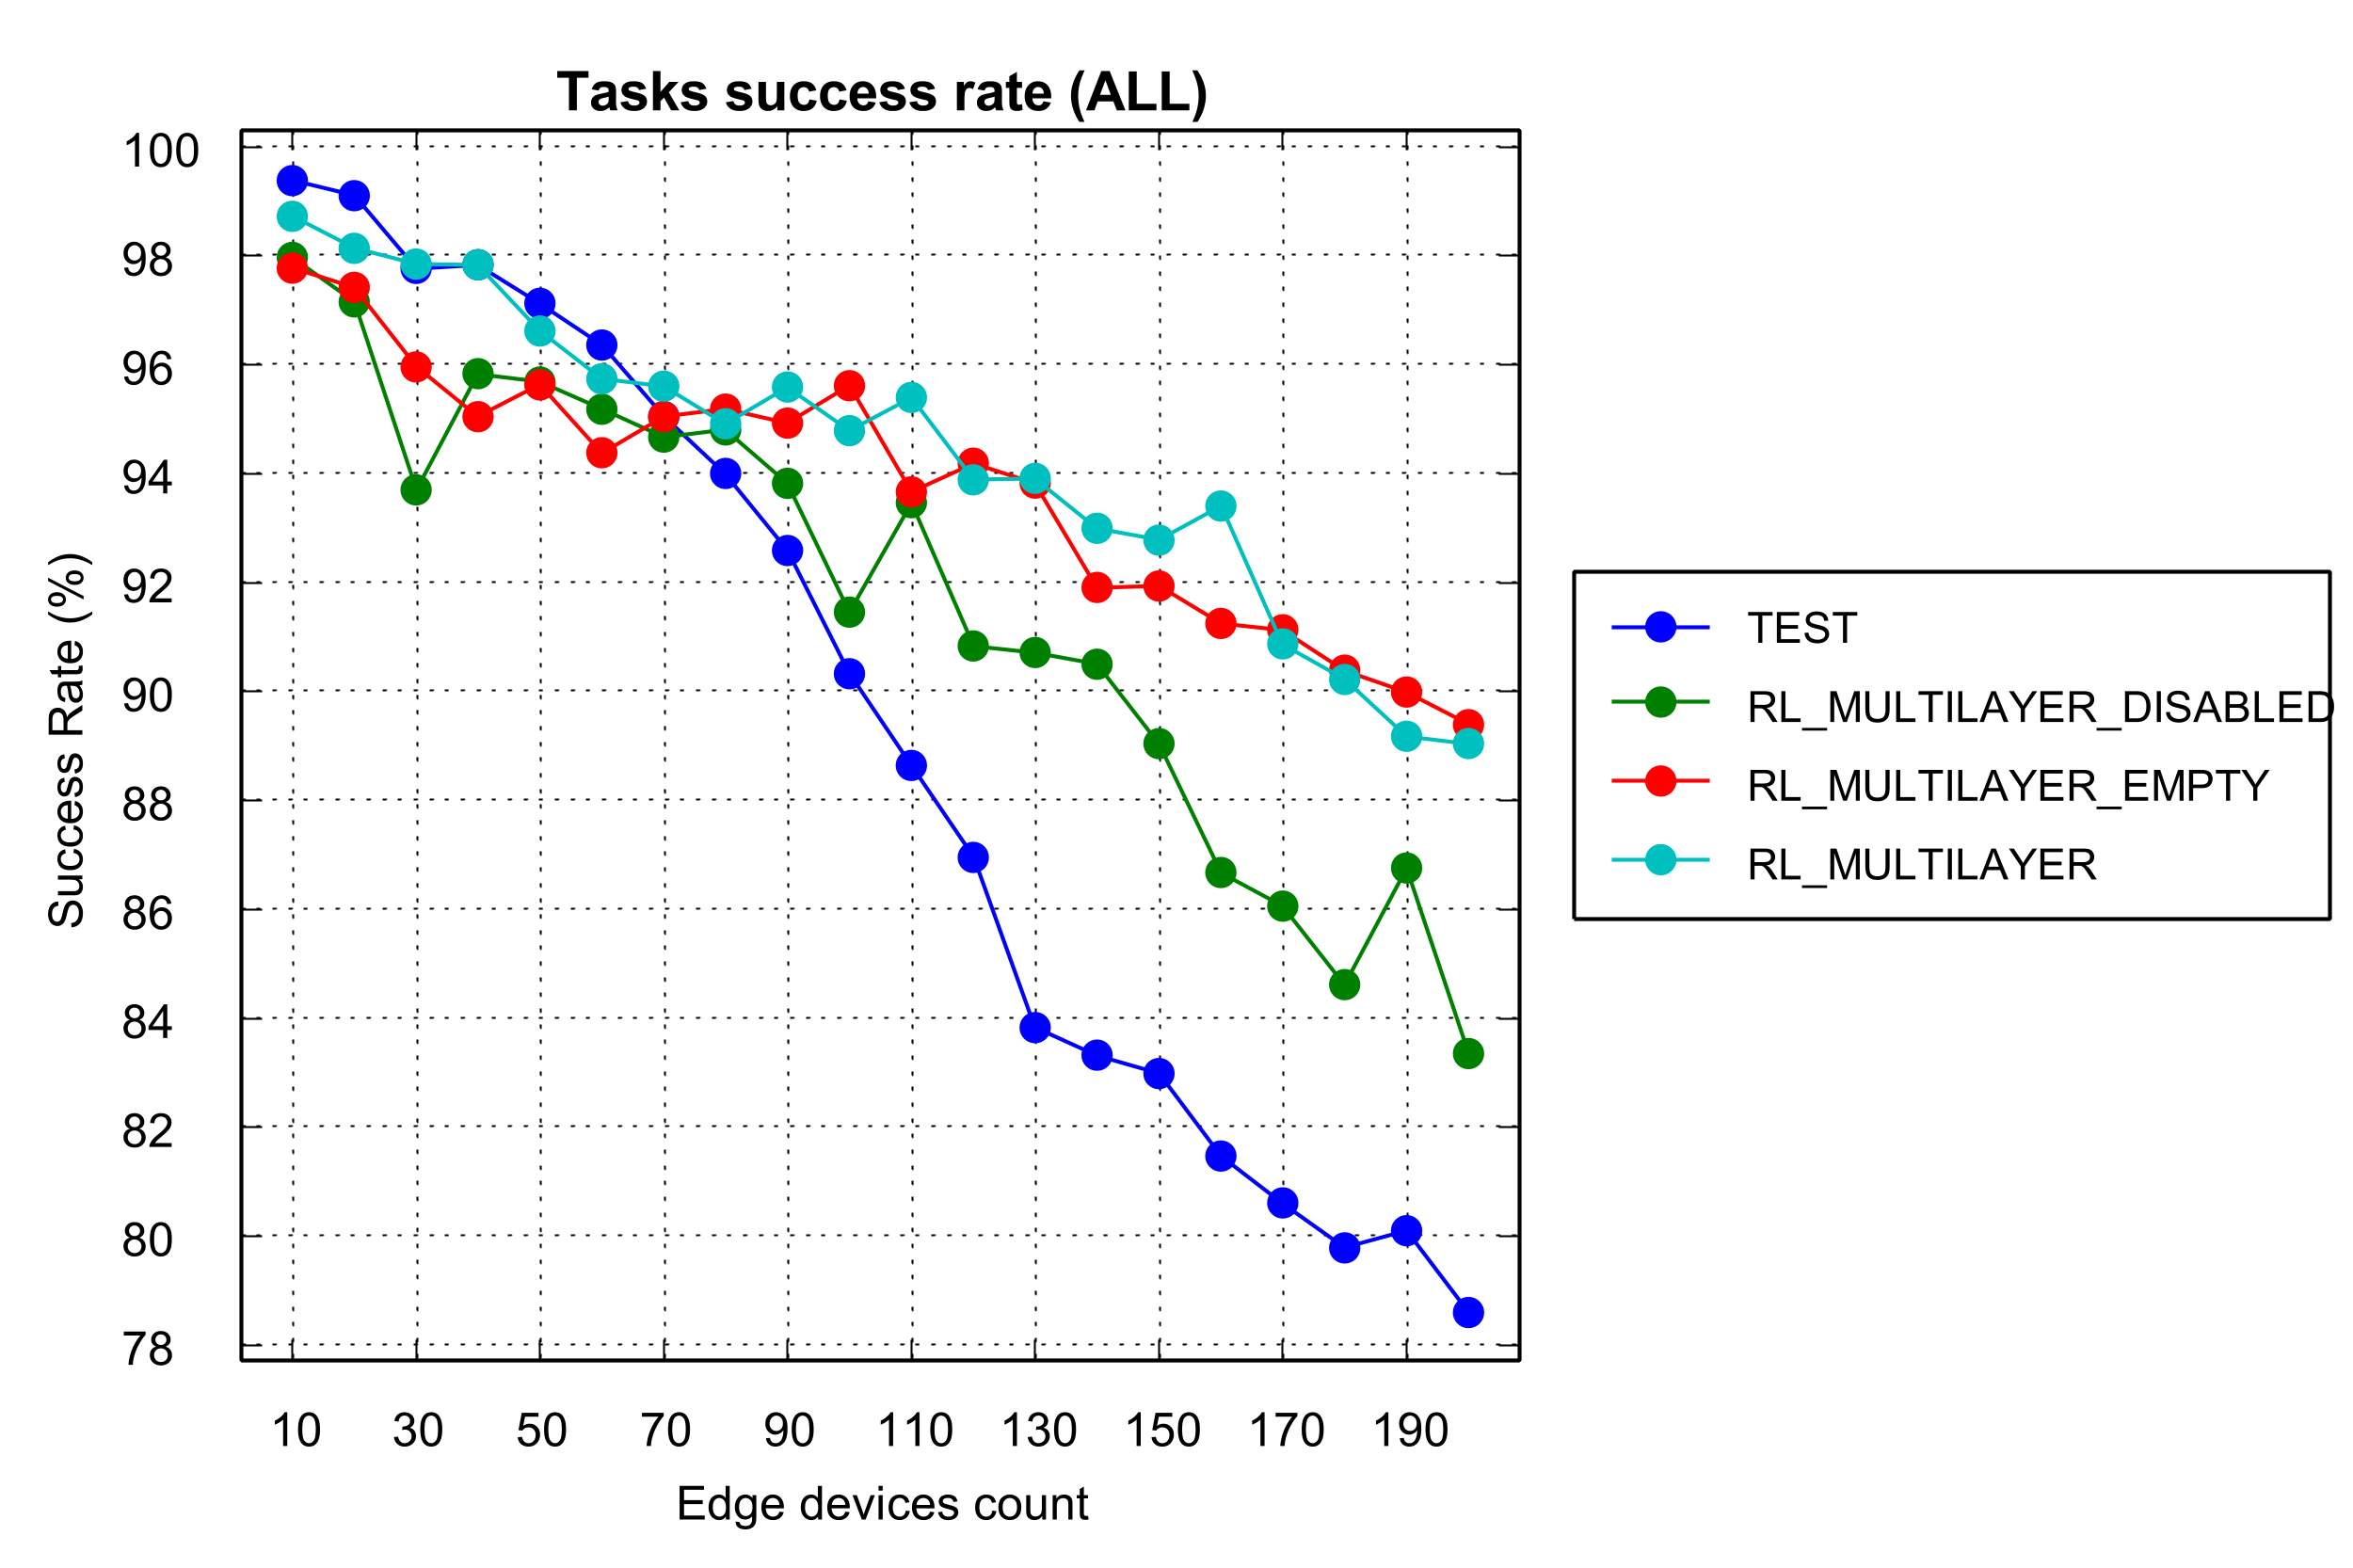 Tasks success rate (ALL)
100
98
96
94
92
90
88
86
84
82
80
78
Success Rate (%)
10 30 50 70 90 110 130 150 170 190
Edge devices count
TEST
RL_MULTILAYER_DISABLED
RL_MULTILAYER_EMPTY
RL_MULTILAYER